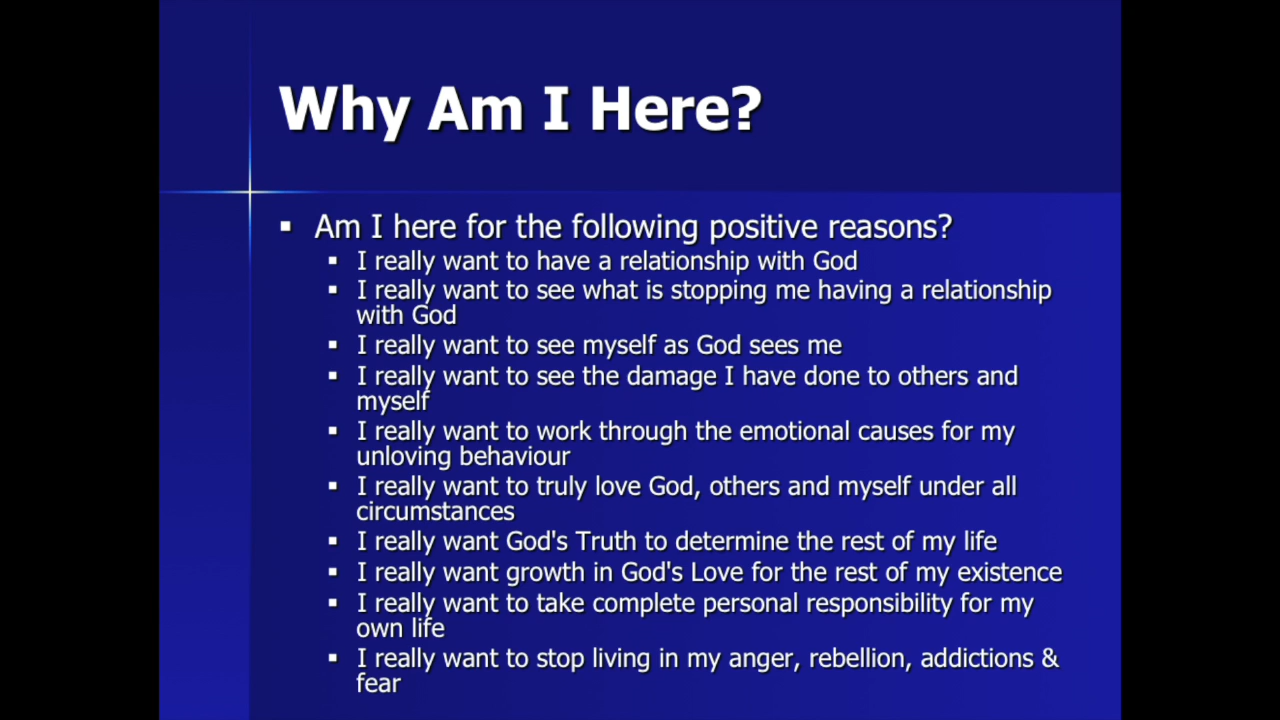 Why Am I Here?
▪ Am I here for the following positive reasons?
▪ I really want to have a relationship with God
▪ I really want to see what is stopping me having a relationship
with God
▪ I really want to see myself as God sees me
▪ I really want to see the damage I have done to others and
myself
▪ I really want to work through the emotional causes for my
unloving behaviour
▪ I really want to truly love God, others and myself under all
circumstances
▪ I really want God's Truth to determine the rest of my life
▪ I really want growth in God's Love for the rest of my existence
▪ I really want to take complete personal responsibility for my
own life
▪ I really want to stop living in my anger, rebellion, addictions &
fear